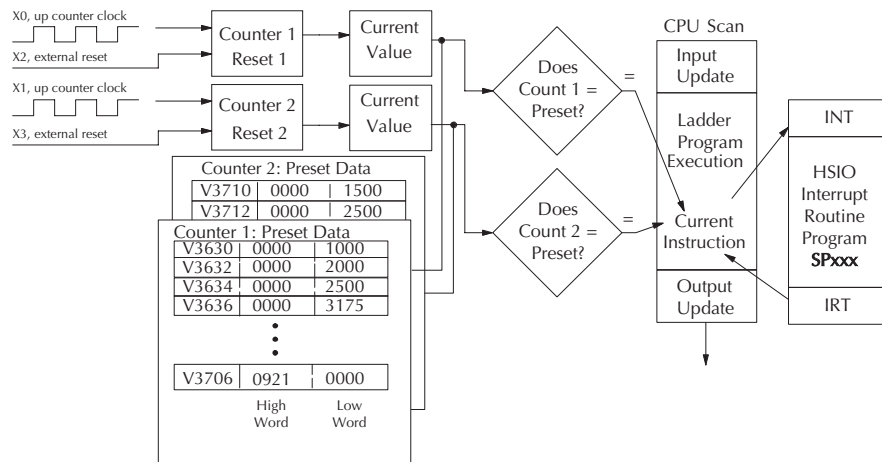 X0, up counter clock
X2, external reset
Counter 1
Reset 1
Current
Value
X1, up counter clock
X3, external reset
Counter 2
Reset 2
Current
Value
Counter 2: Preset Data
V3710 0000 1500
V3712 0000 2500
Counter 1: Preset Data
V3630 0000 1000
V3632 0000 2000
V3634 0000 2500
V3636 0000 3175
V3706 0921 0000
High
Word
Low
Word
Does
Count 1 =
Preset?
=
Does
Count 2 =
Preset?
=
CPU Scan
Input
Update
Ladder
Program
Execution
Current
Instruction
Output
Update
INT
HSIO
Interrupt
Routine
Program
SPxxx
IRT